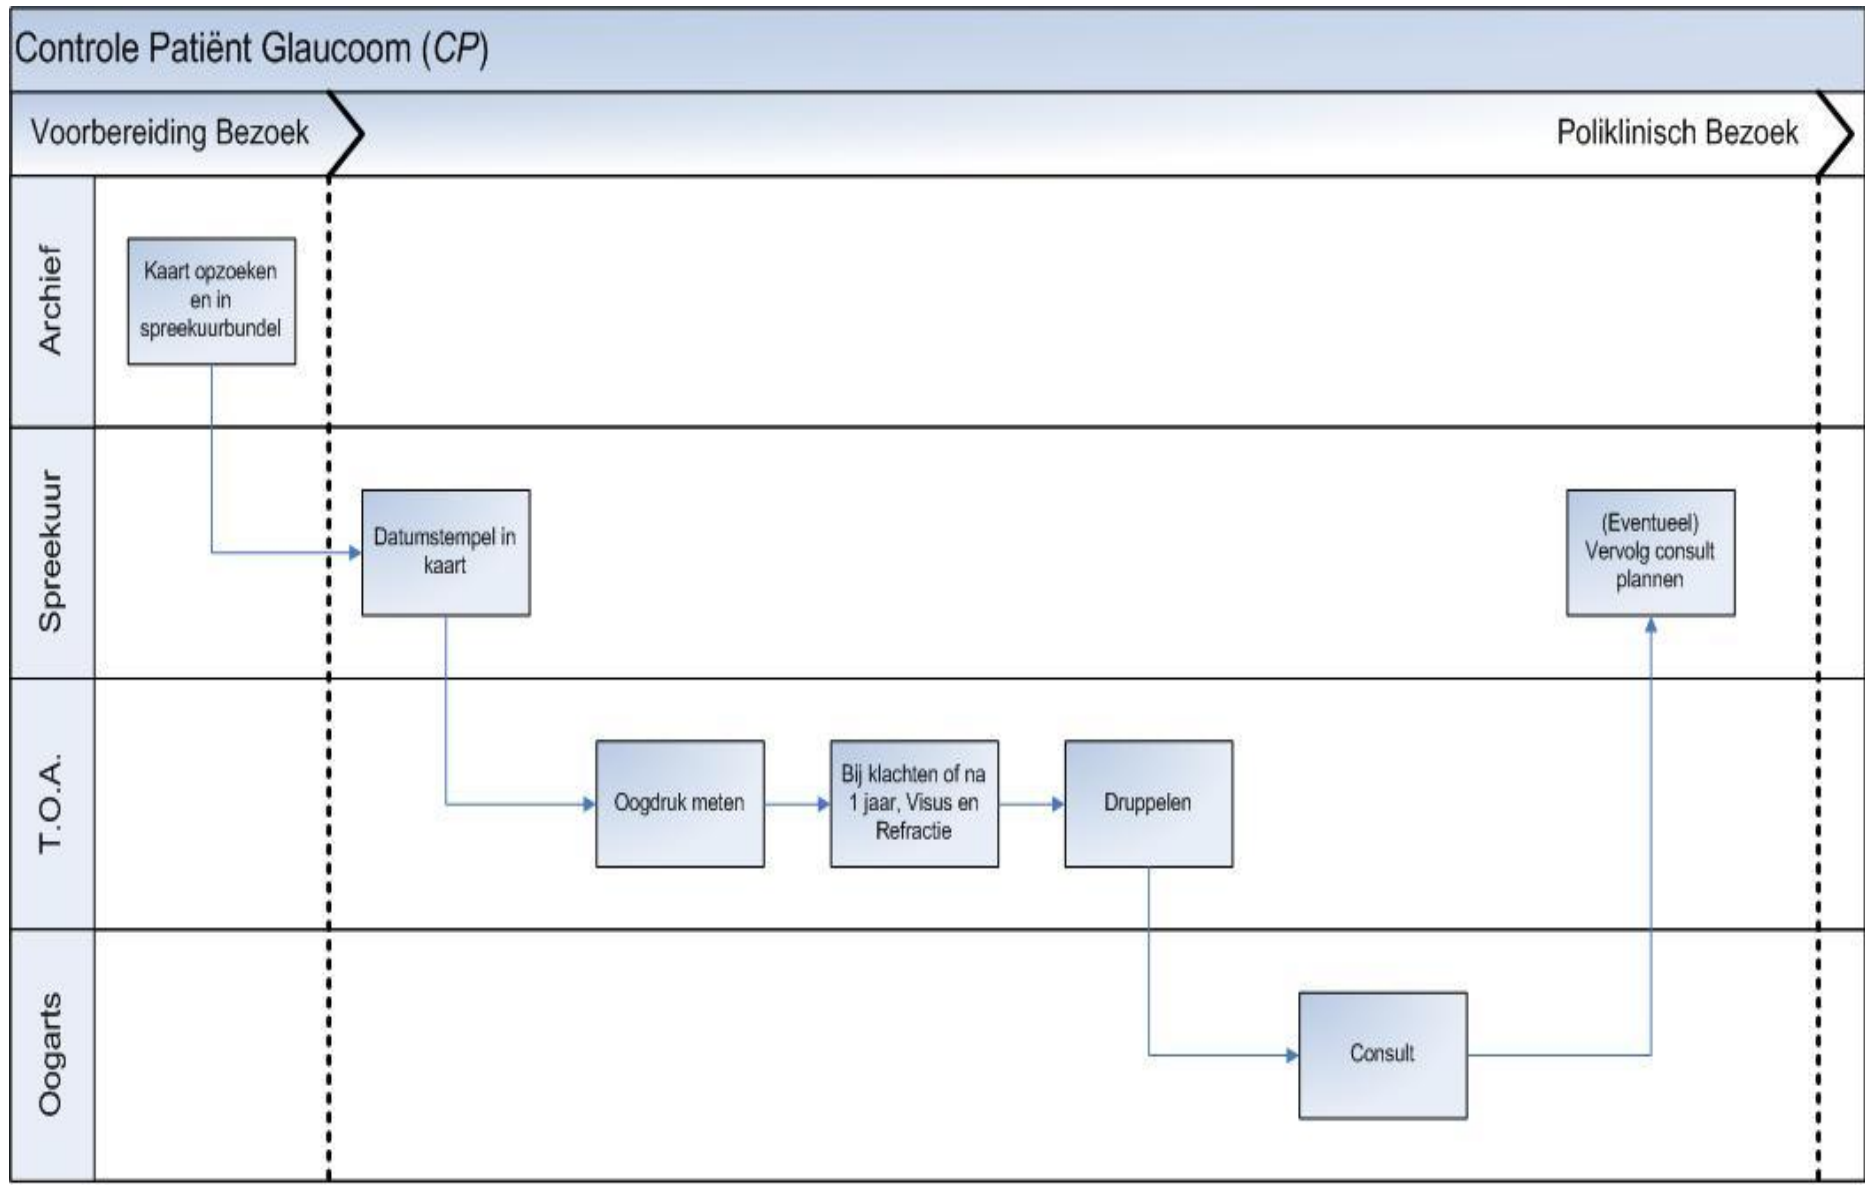 Controle Patiënt Glaucoom (CP)
Voorbereiding Bezoek
Poliklinisch Bezoek
Archief
Kaart opzoeken
en in
spreekuurbundel
Spreekuur
Datumstempel in
kaart
(Eventueel)
Vervolg consult
plannen
T.O.A.
Oogdruk meten
Bij klachten of na
1 jaar, Visus en
Refractie
Druppelen
Oogarts
Consult